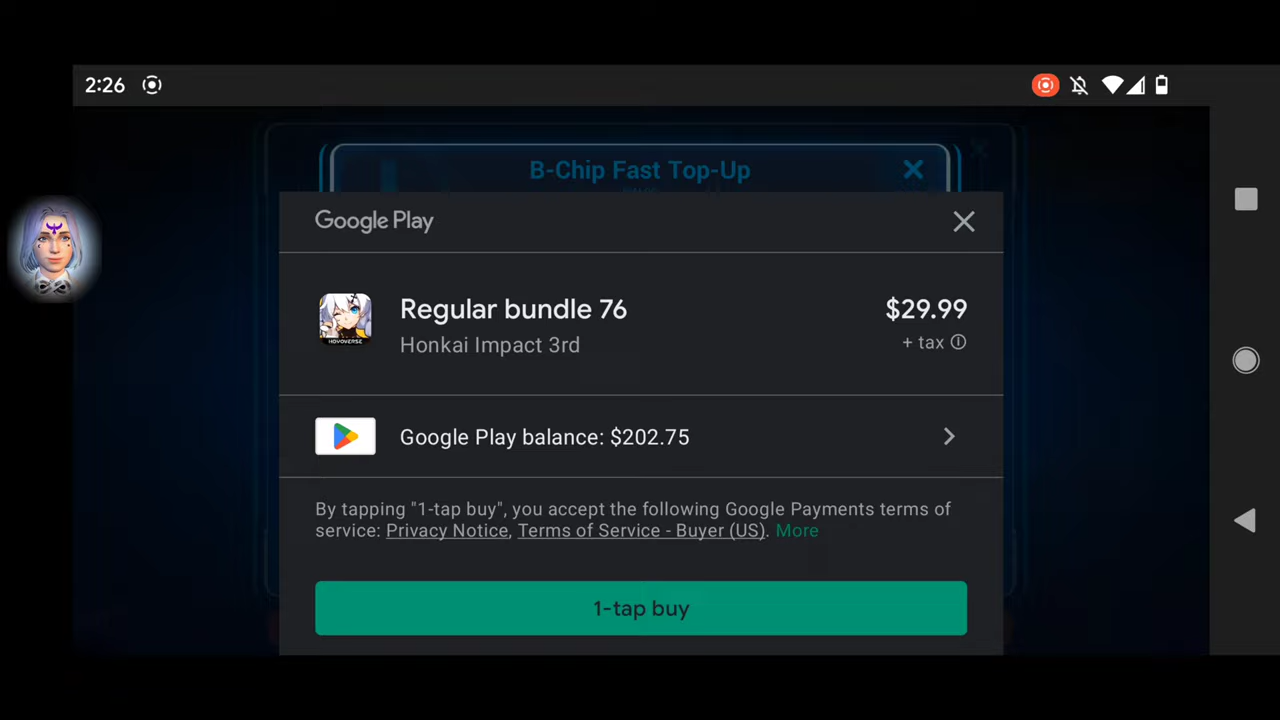 2:26
B-Chip Fast Top-Up
Google Play
Regular bundle 76
$29.99
Honkai Impact 3rd
+ tax
HOYOVERSE
Google Play balance: $202.75
By tapping "1-tap buy", you accept the following Google Payments terms of
service: Privacy Notice, Terms of Service - Buyer (US). More
1-tap buy